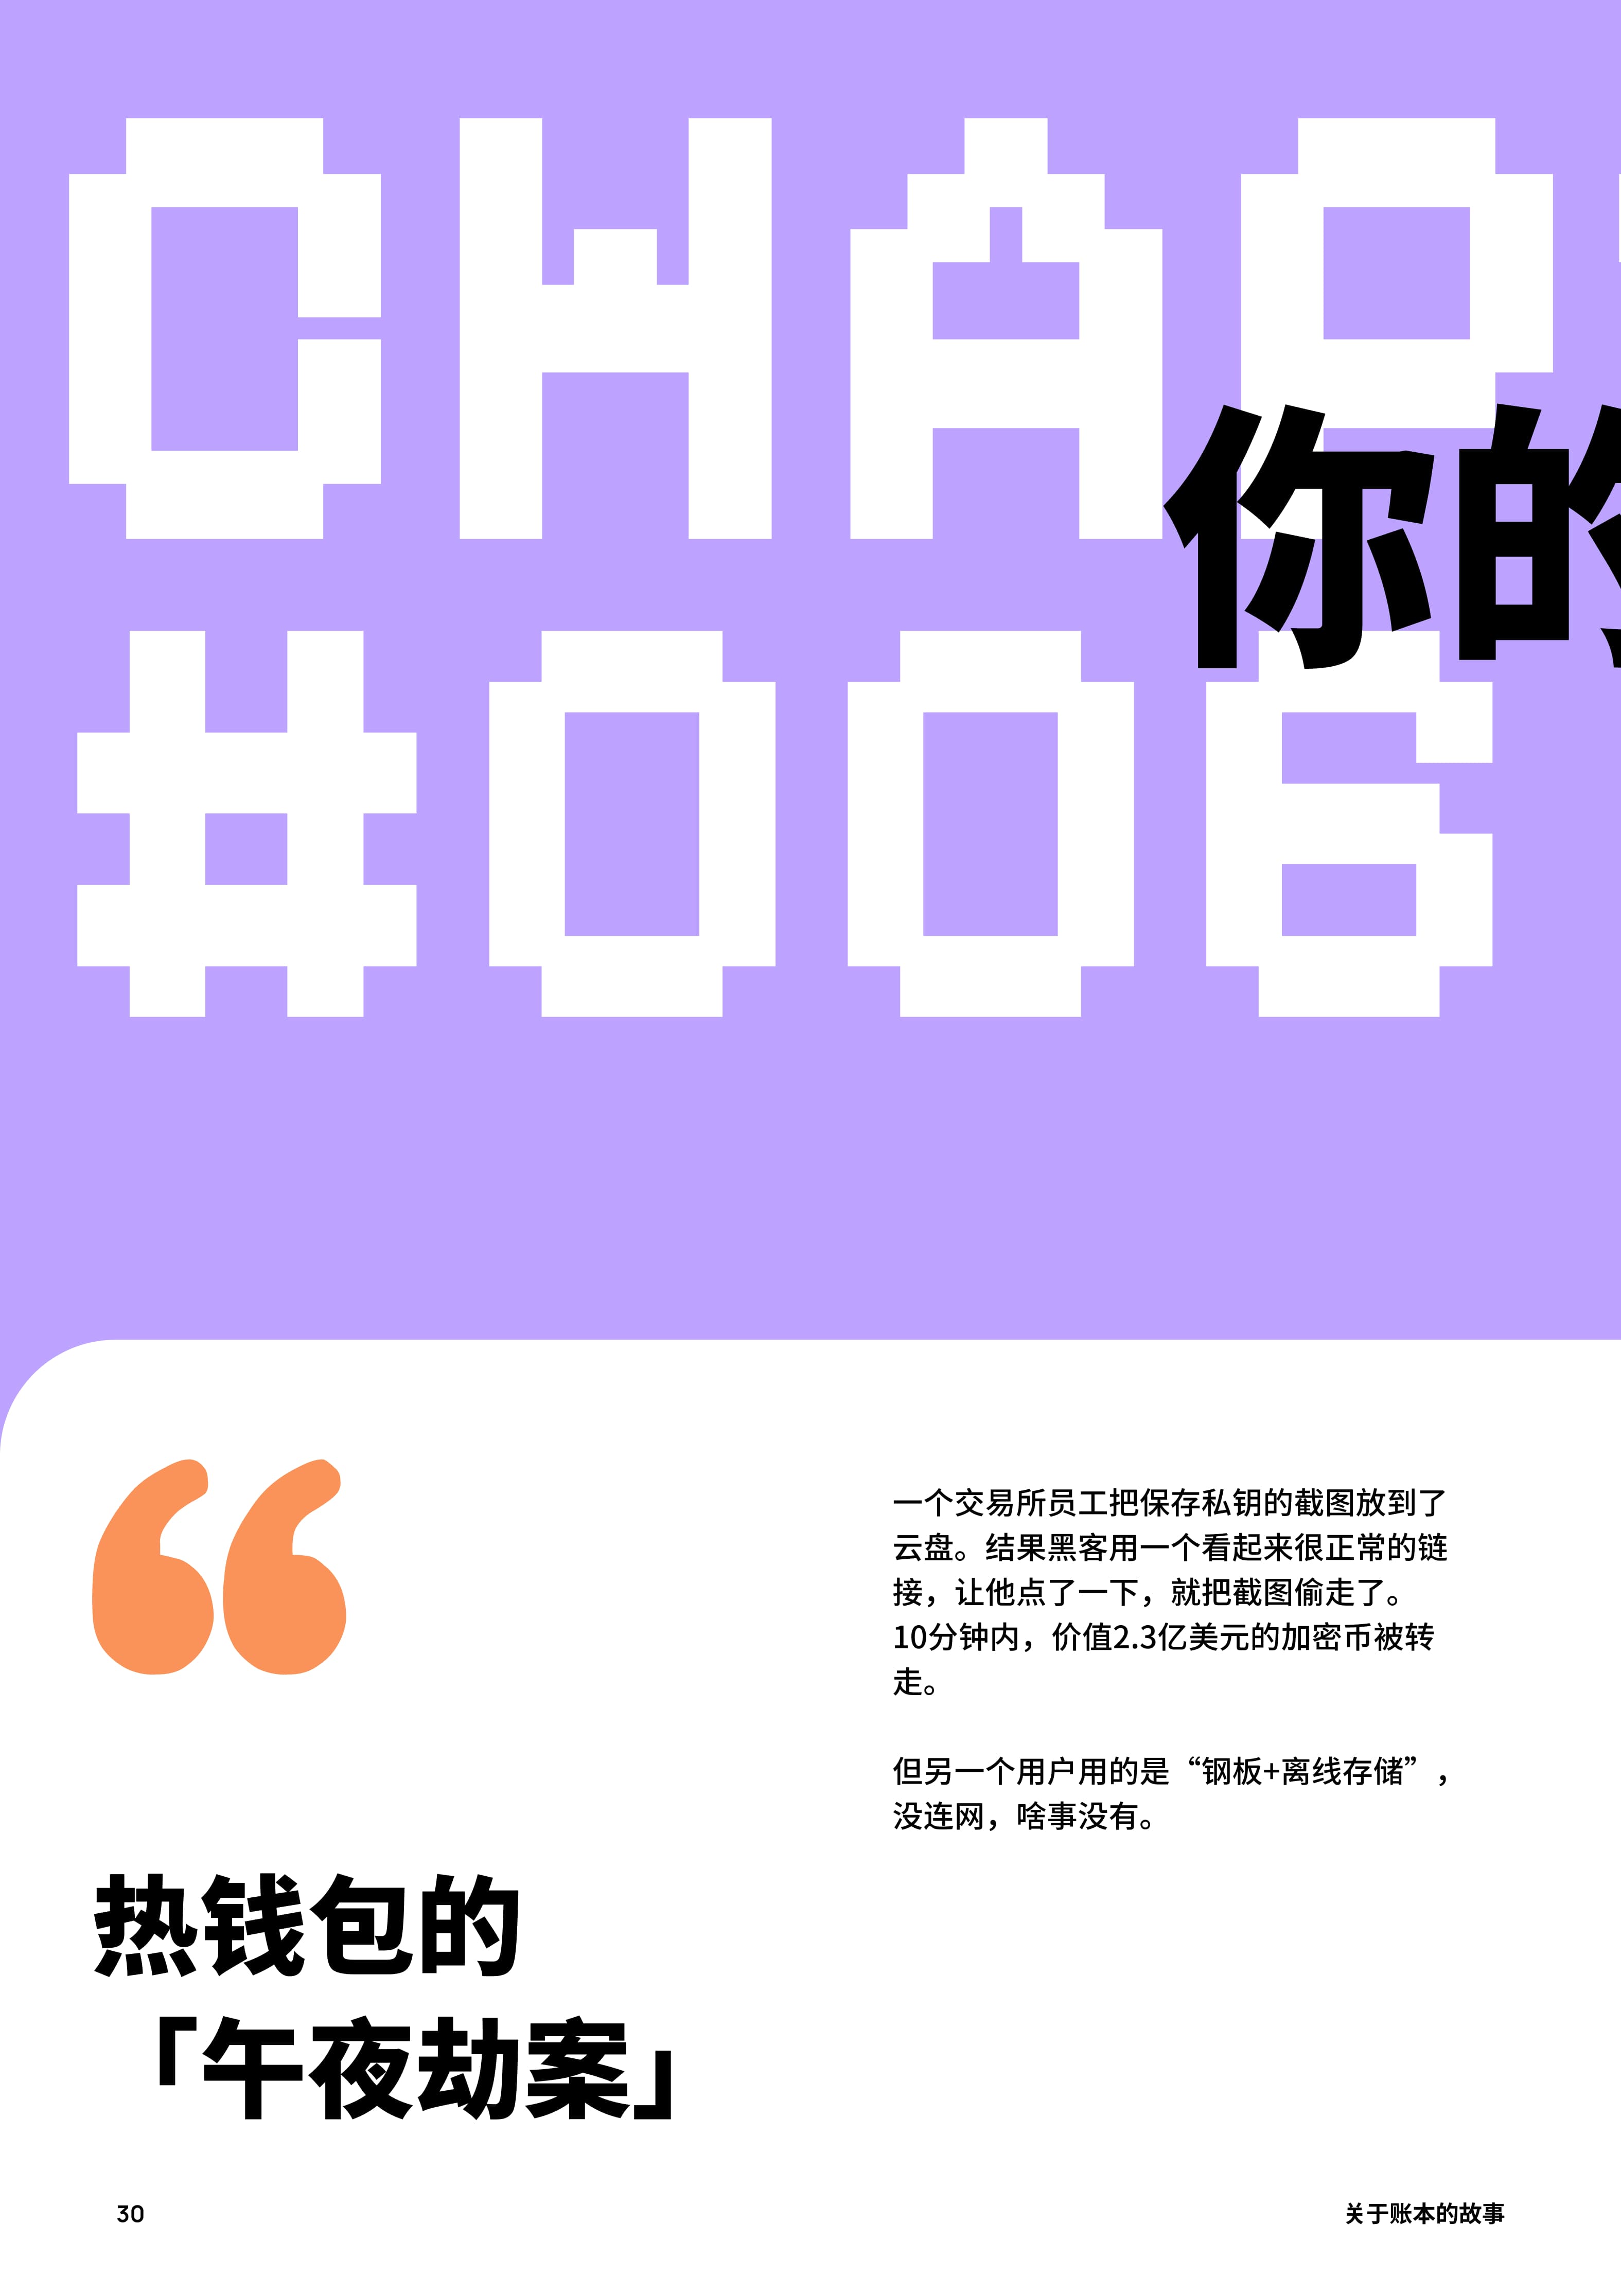 CHAP
你的
#006
一个交易所员工把保存私钥的截图放到了
云盘。结果黑客用一个看起来很正常的链
接，让他点了一下，就把截图偷走了。
10分钟内，价值2.3亿美元的加密币被转
走。
但另一个用户用的是“钢板+离线存储”，
没连网，啥事没有。
热钱包的
「午夜劫案」
30
关于账本的故事